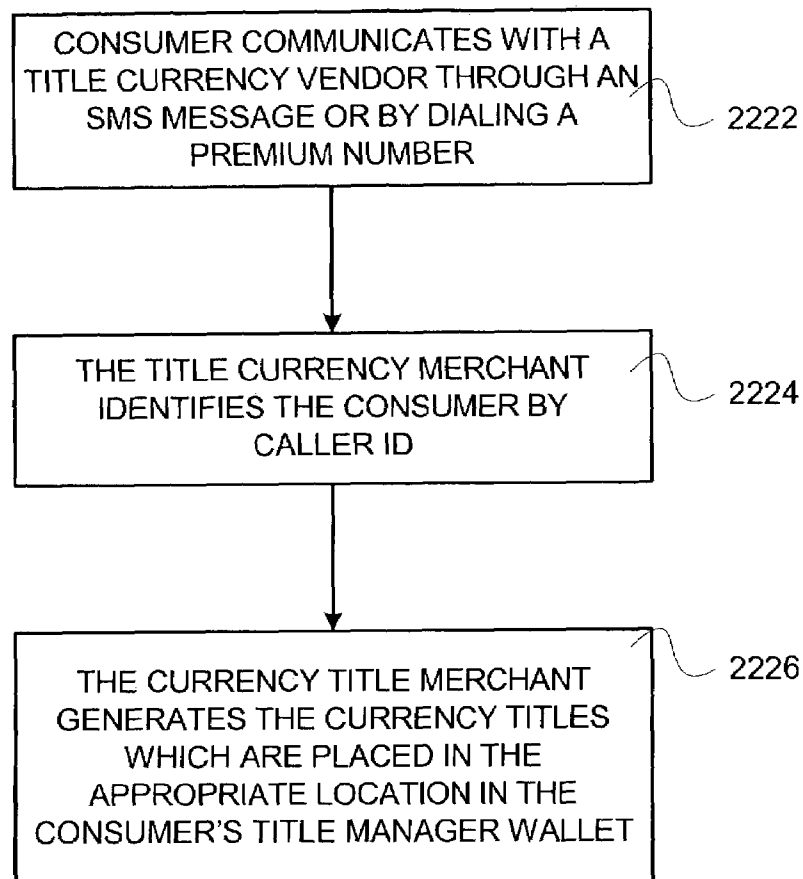 CONSUMER COMMUNICATES WITH A
TITLE CURRENCY VENDOR THROUGH AN
SMS MESSAGE OR BY DIALING A
PREMIUM NUMBER
2222
THE TITLE CURRENCY MERCHANT
IDENTIFIES THE CONSUMER BY
CALLER ID
2224
THE CURRENCY TITLE MERCHANT
GENERATES THE CURRENCY TITLES
WHICH ARE PLACED IN THE
APPROPRIATE LOCATION IN THE
CONSUMER'S TITLE MANAGER WALLET
2226